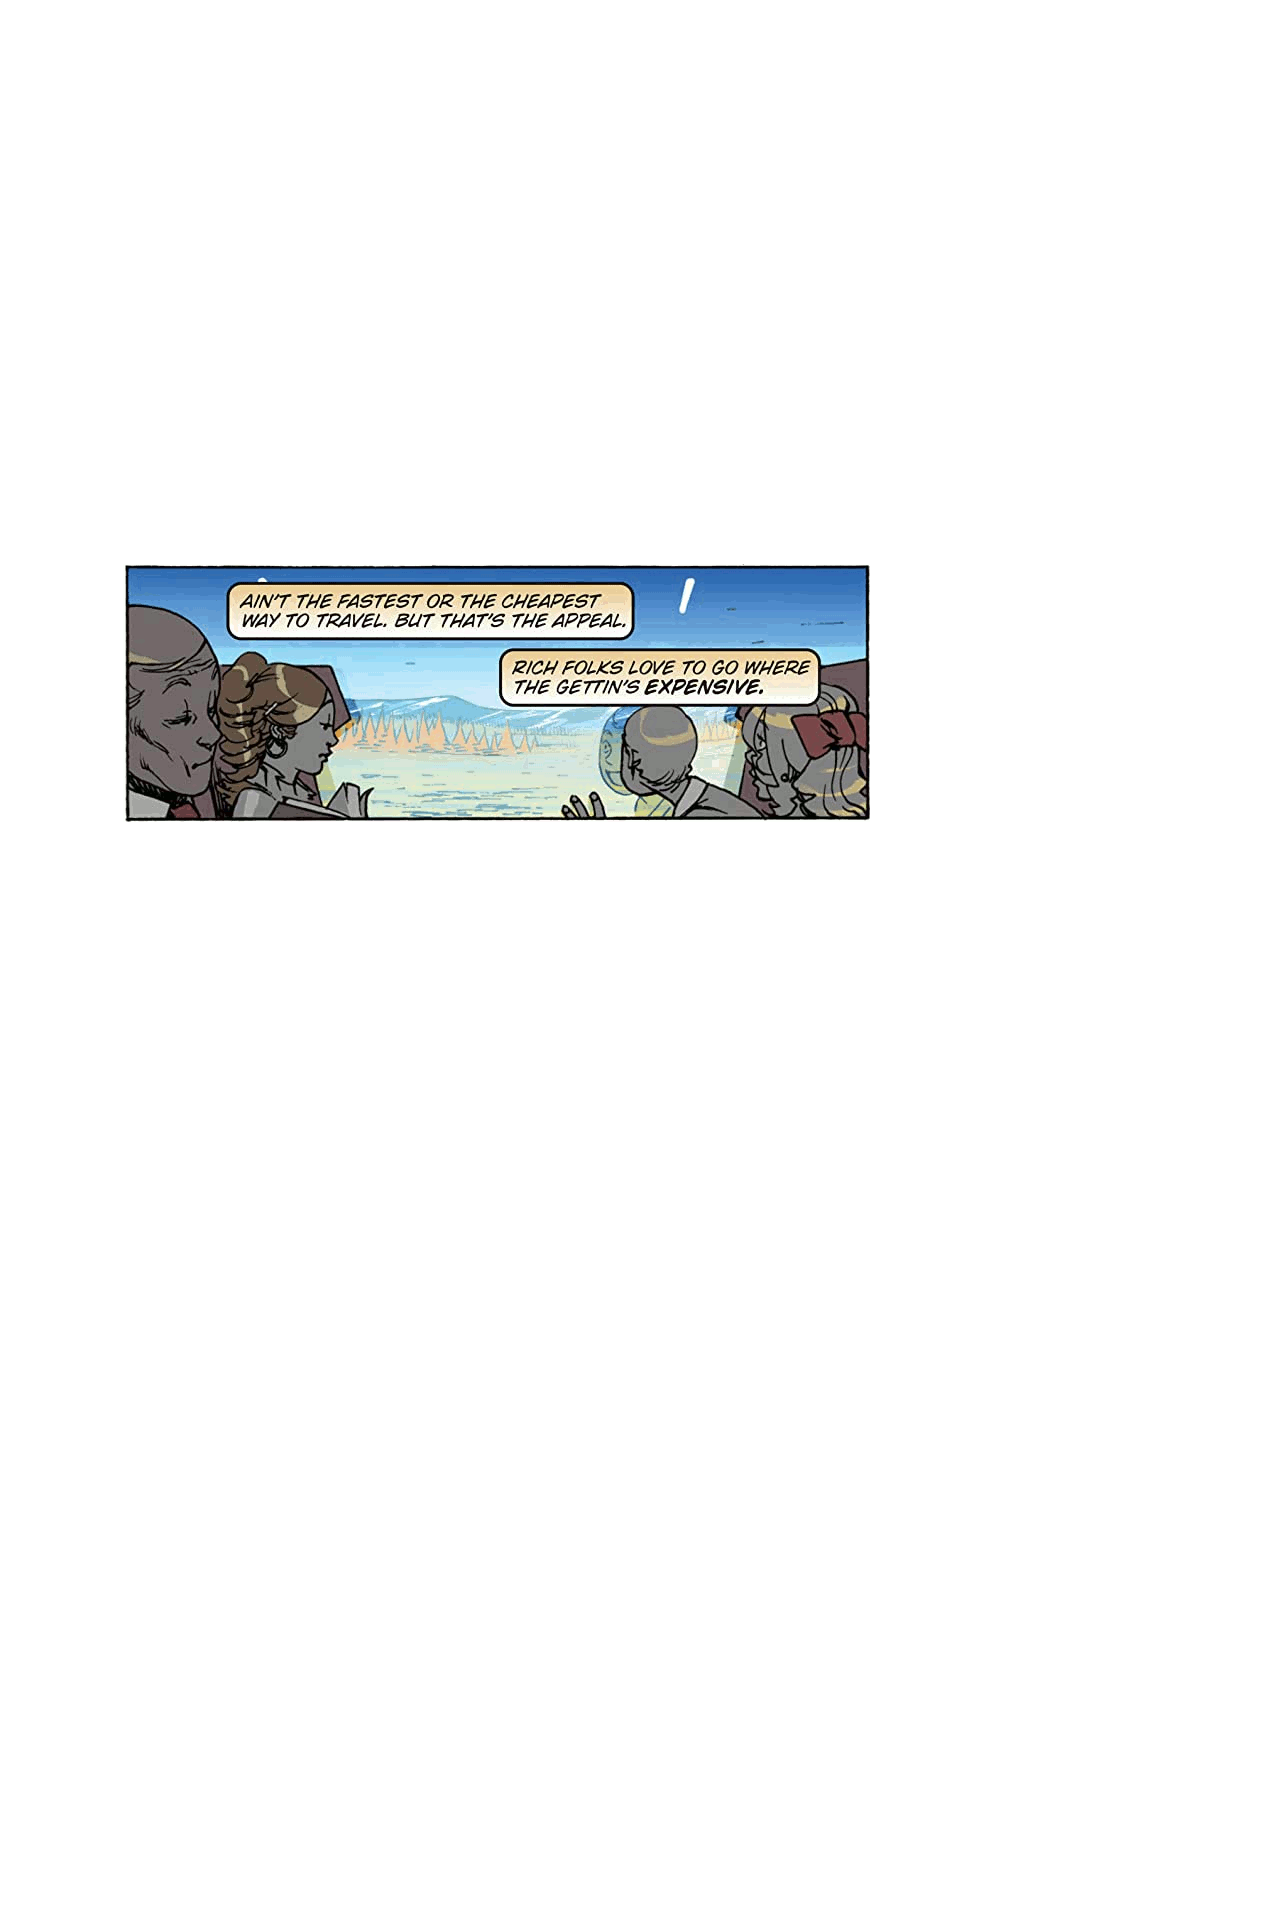 AIN'T THE FASTEST OR THE CHEAPEST
WAY TO TRAVEL. BUT THAT'S THE APPEAL.
RICH FOLKS LOVE TO GO WHERE
THE GETTIN'S EXPENSIVE.